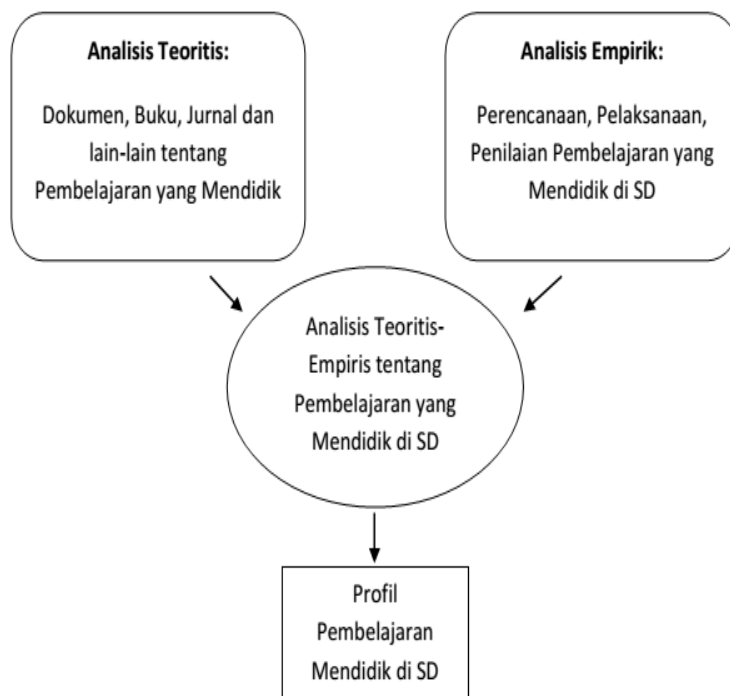 Analisis Teoritis:
Dokumen, Buku, Jurnal dan
lain-lain tentang
Pembelajaran yang Mendidik
Analisis Empirik:
Perencanaan, Pelaksanaan,
Penilaian Pembelajaran yang
Mendidik di SD
Analisis Teoritis-
Empiris tentang
Pembelajaran yang
Mendidik di SD
Profil
Pembelajaran
Mendidik di SD